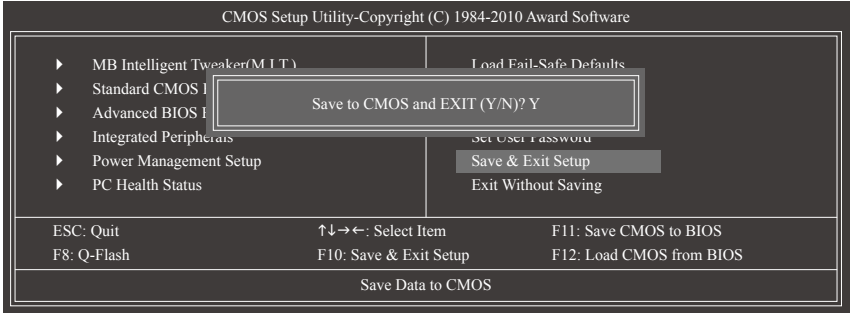 CMOS Setup Utility-Copyright (C) 1984-2010 Award Software
MB Intelligent Tweaker(M.I.T.)
Load Fail-Safe Defaults
Standard CMOS
Advanced BIOS
Save to CMOS and EXIT (Y/N)? Y
Integrated Peripherals
Set User Password
Power Management Setup
Save & Exit Setup
PC Health Status
Exit Without Saving
ESC: Quit
↑↓→←: Select Item
F11: Save CMOS to BIOS
F8: Q-Flash
F10: Save & Exit Setup
F12: Load CMOS from BIOS
Save Data to CMOS